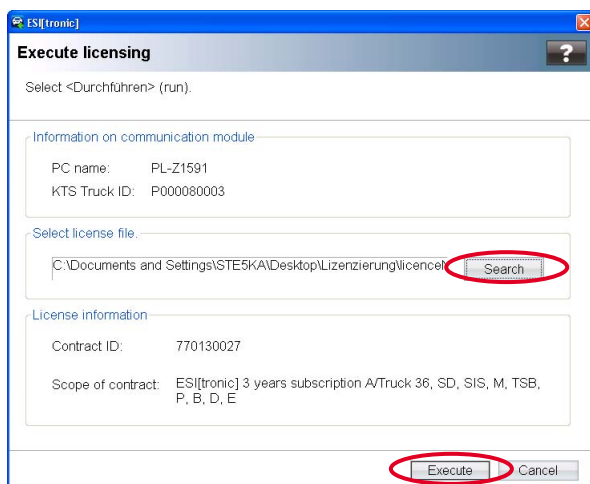 ESI[tronic]
Execute licensing
?
Select <Durchführen> (run).
Information on communication module
PC name: PL-Z1591
KTS Truck ID: P000080003
Select license file.
C:\Documents and Settings\STE5KA\Desktop\Lizenzierung\licenceN Search
License information
Contract ID: 770130027
Scope of contract: ESI[tronic] 3 years subscription A/Truck 36, SD, SIS, M, TSB,
P, B, D, E
Execute Cancel